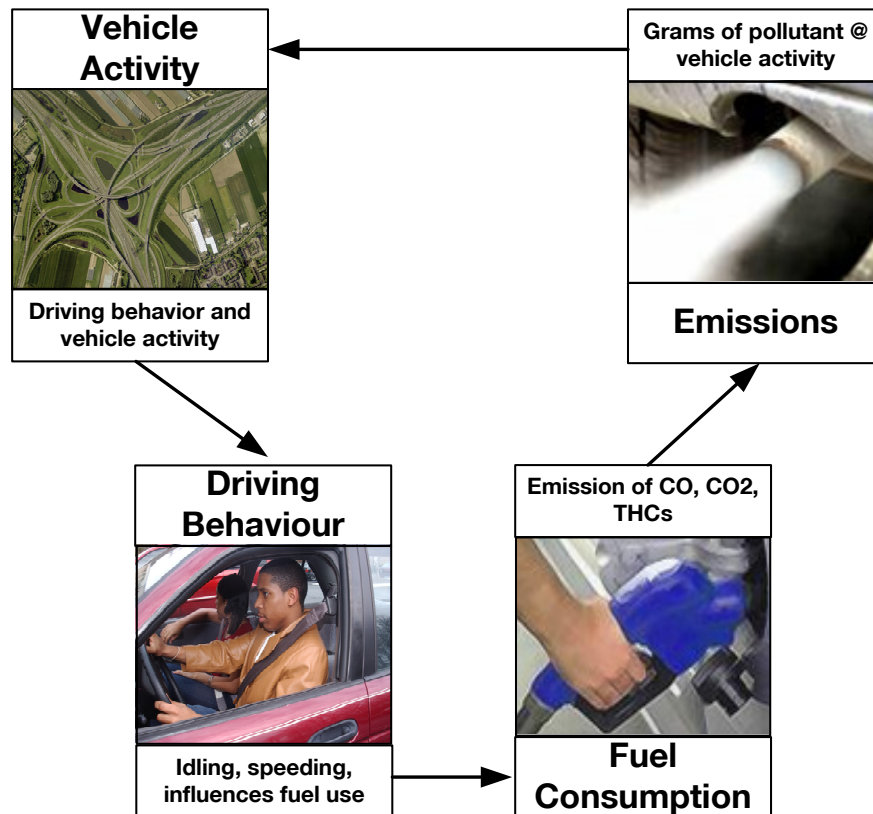 Vehicle
Activity
Driving behavior and
vehicle activity
Grams of pollutant @
vehicle activity
Emissions
Driving
Behaviour
Idling, speeding,
influences fuel use
Emission of CO, CO2,
THCs
Fuel
Consumption